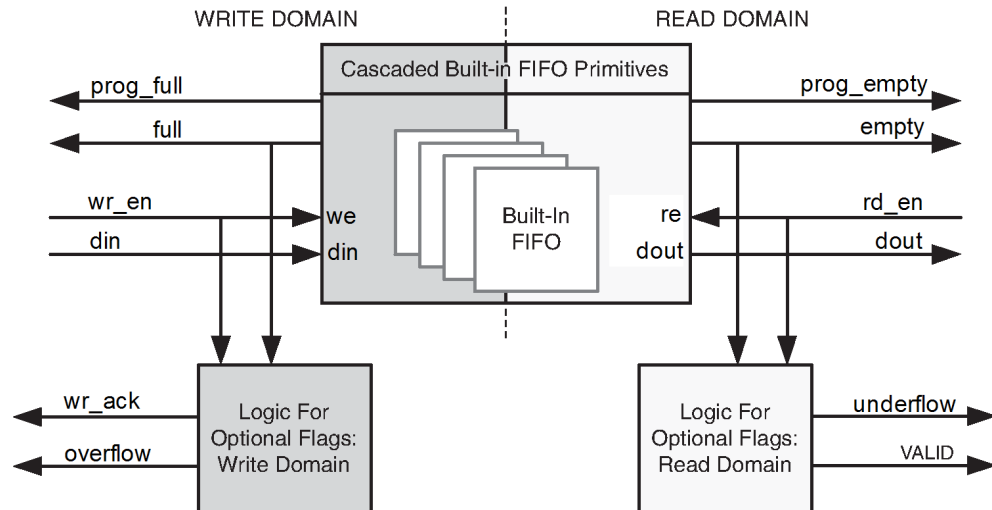 WRITE DOMAIN
READ DOMAIN
Cascaded Built-in FIFO Primitives
prog_full
prog_empty
full
empty
wr_en
we
Built-In
FIFO
re
rd_en
din
din
dout
dout
wr_ack
overflow
Logic For
Optional Flags:
Write Domain
Logic For
Optional Flags:
Read Domain
underflow
VALID